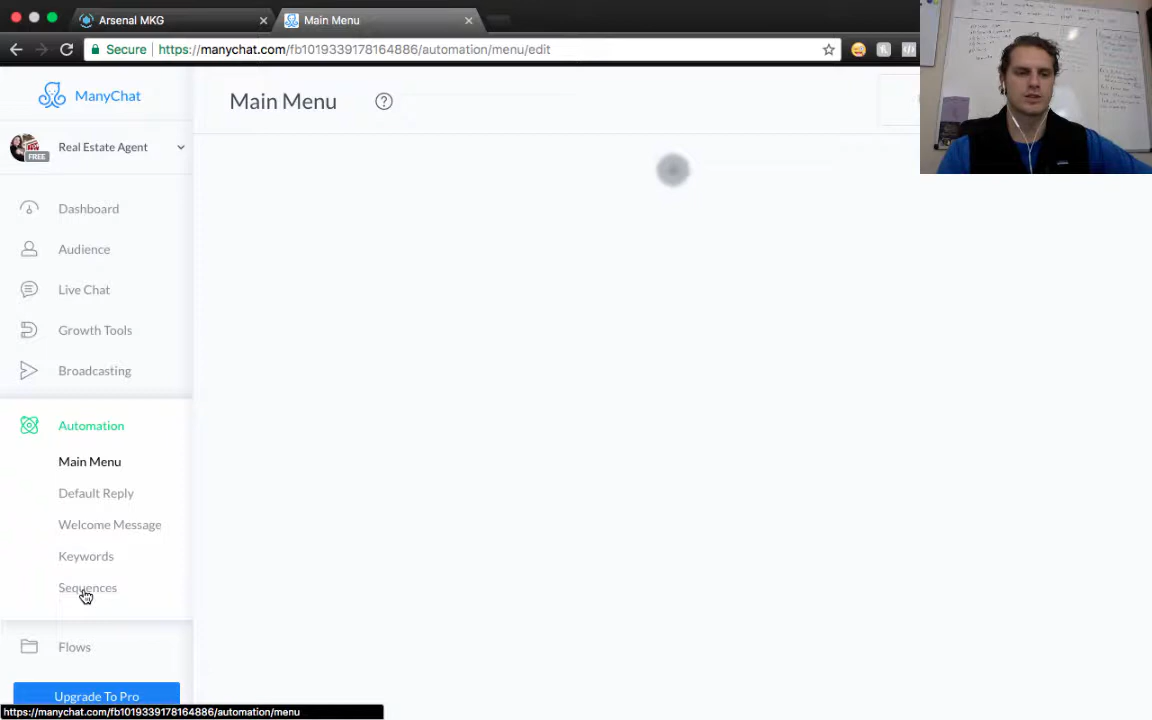 Arsenal MKG
Main Menu
Secure
https://manychat.com/fb1019339178164886/automation/menu/edit
ManyChat
Main Menu
?
Real Estate Agent
FREE
Dashboard
Audience
Live Chat
Growth Tools
Broadcasting
Automation
Main Menu
Default Reply
Welcome Message
Keywords
Sequences
Flows
Upgrade To Pro
https://manychat.com/fb1019339178164886/automation/menu